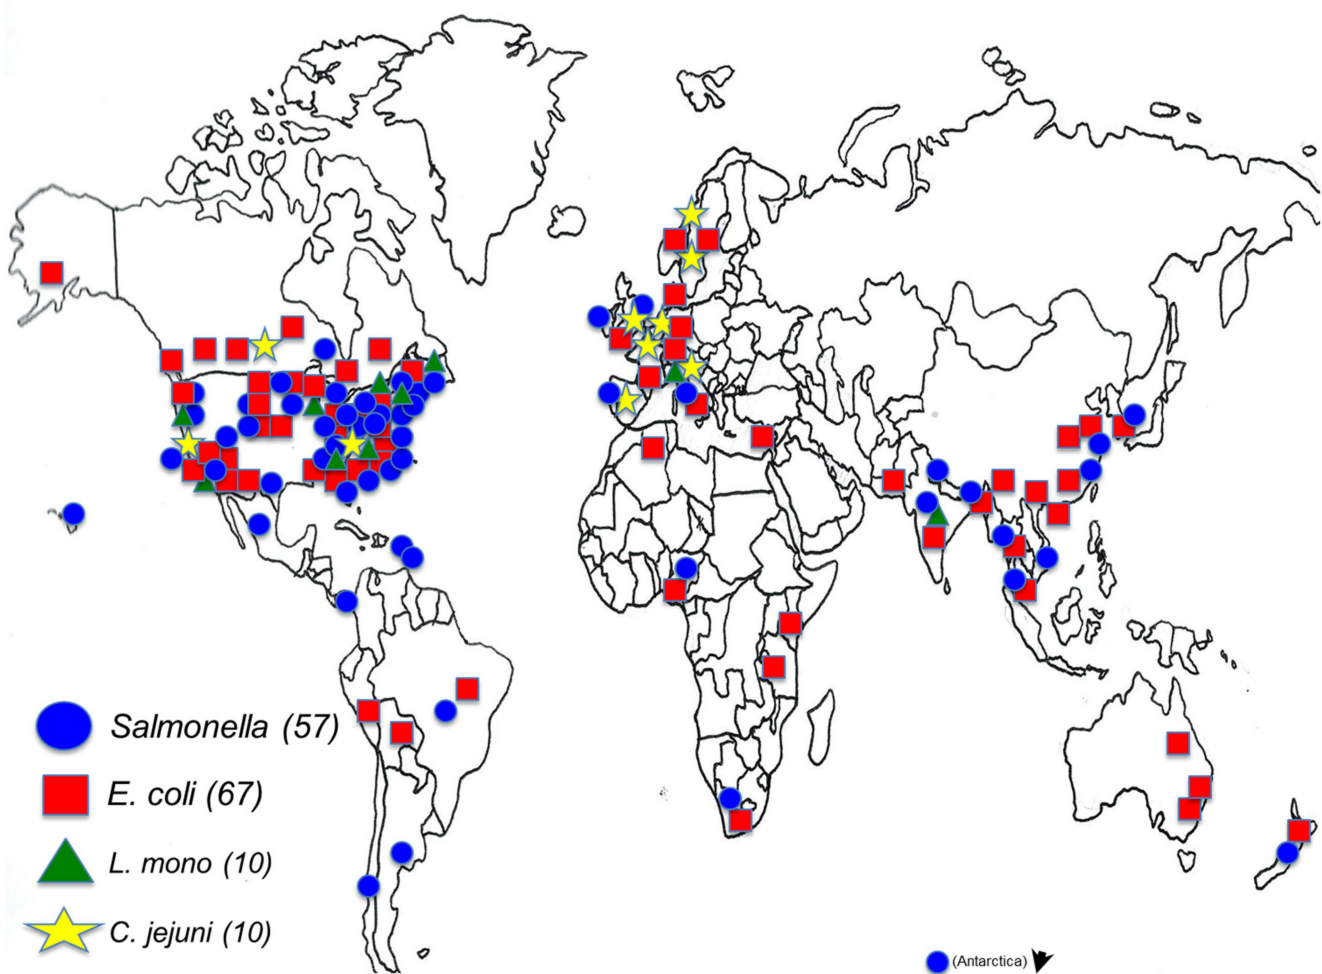 Salmonella (57)
E. coli (67)
L. mono (10)
C. jejuni (10)
(Antarctica)